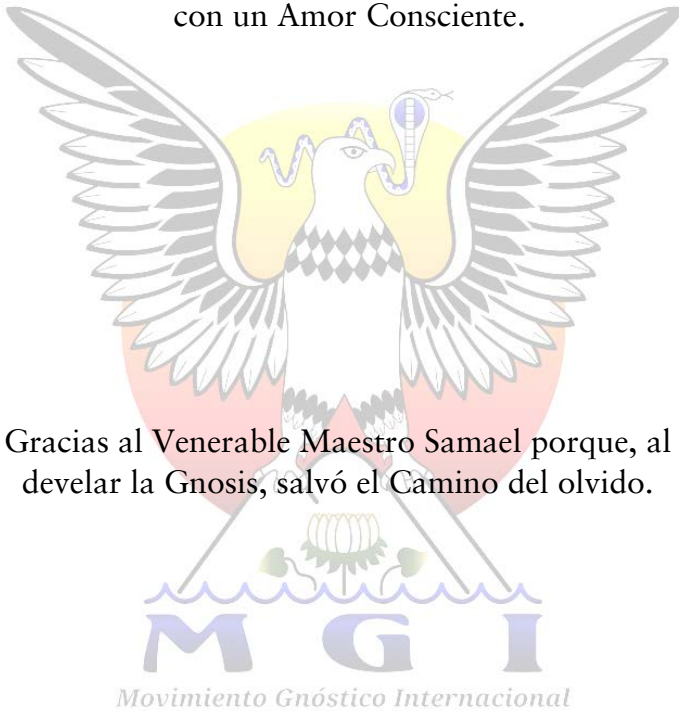 con un Amor Consciente.
Gracias al Venerable Maestro Samael porque, al
develar la Gnosis, salvó el Camino del olvido.
M G I
Movimiento Gnóstico Internacional